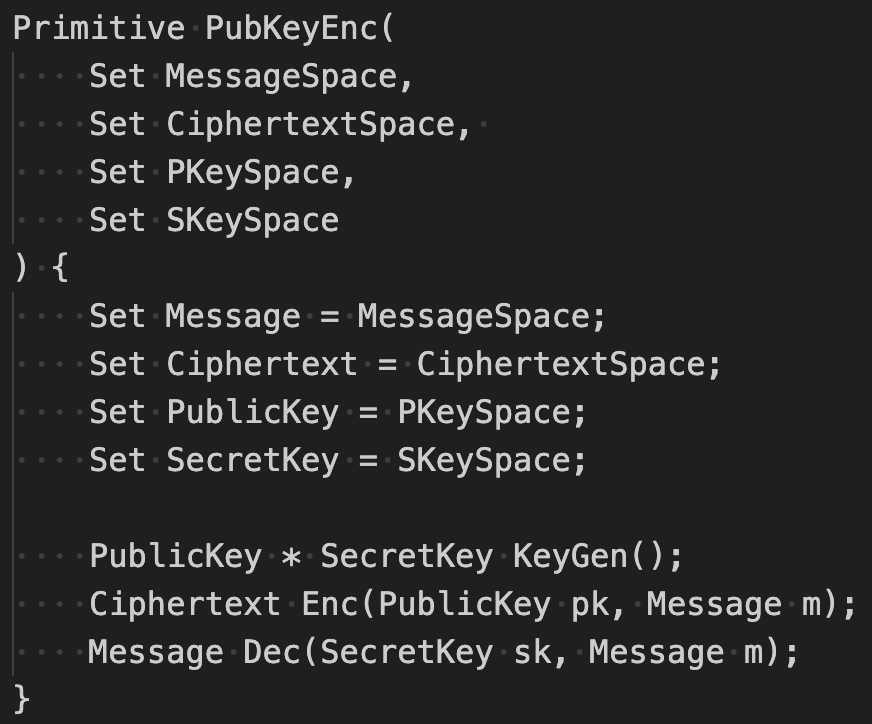 Primitive PubKeyEnc(
    Set MessageSpace,
    Set CiphertextSpace, 
    Set PKeySpace,
    Set SKeySpace
) {
    Set Message = MessageSpace;
    Set Ciphertext = CiphertextSpace;
    Set PublicKey = PKeySpace;
    Set SecretKey = SKeySpace;

    PublicKey * SecretKey KeyGen();
    Ciphertext Enc(PublicKey pk, Message m);
    Message Dec(SecretKey sk, Message m);
}